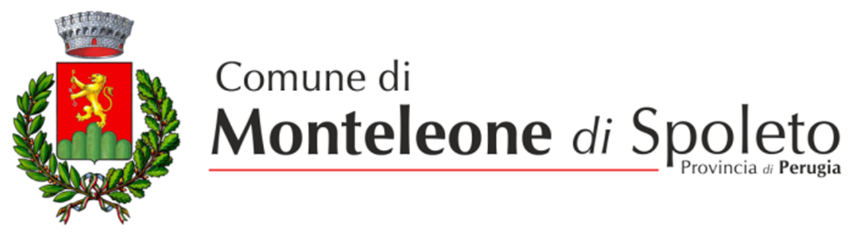 Comune di
Monteleone di Spoleto
Provincia di Perugia